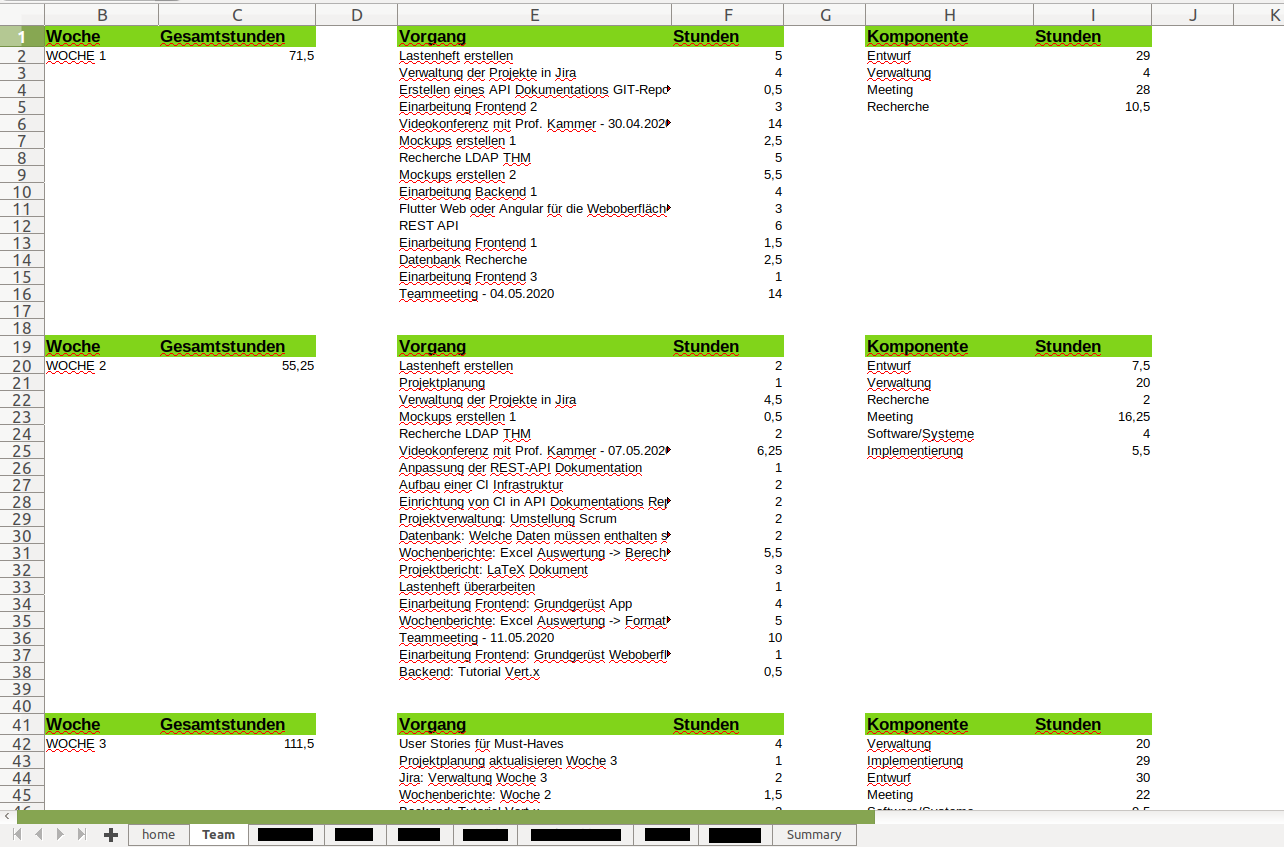 B C D E F G H I J K
1 Woche Gesamtstunden Vorgang Stunden Komponente Stunden
2 WOCHE 1 71,5 Lastenheft erstellen 5 Entwurf 29
3 Verwaltung der Projekte in Jira 4 Verwaltung 4
4 Erstellen eines API Dokumentations GIT-Repo 0,5 Meeting 28
5 Einarbeitung Frontend 2 3 Recherche 10,5
6 Videokonferenz mit Prof. Kammer - 30.04.202 14
7 Mockups erstellen 1 2,5
8 Recherche LDAP THM 5
9 Mockups erstellen 2 5,5
10 Einarbeitung Backend 1 4
11 Flutter Web oder Angular für die Weboberfläch 3
12 REST API 6
13 Einarbeitung Frontend 1 1,5
14 Datenbank Recherche 2,5
15 Einarbeitung Frontend 3 1
16 Teammeeting - 04.05.2020 14
17
18
19 Woche Gesamtstunden Vorgang Stunden Komponente Stunden
20 WOCHE 2 55,25 Lastenheft erstellen 2 Entwurf 7,5
21 Projektplanung 1 Verwaltung 20
22 Verwaltung der Projekte in Jira 4,5 Recherche 2
23 Mockups erstellen 1 0,5 Meeting 16,25
24 Recherche LDAP THM 2 Software/Systeme 4
25 Videokonferenz mit Prof. Kammer - 07.05.202 6,25 Implementierung 5,5
26 Anpassung der REST-API Dokumentation 1
27 Aufbau einer CI Infrastruktur 2
28 Einrichtung von CI in API Dokumentations Rep 2
29 Projektverwaltung: Umstellung Scrum 2
30 Datenbank: Welche Daten müssen enthalten s 2
31 Wochenberichte: Excel Auswertung -> Berech 5,5
32 Projektbericht: LaTeX Dokument 3
33 Lastenheft überarbeiten 1
34 Einarbeitung Frontend: Grundgerüst App 4
35 Wochenberichte: Excel Auswertung -> Format 5
36 Teammeeting - 11.05.2020 10
37 Einarbeitung Frontend: Grundgerüst Weboberfl 1
38 Backend: Tutorial Vert.x 0,5
39
40
41 Woche Gesamtstunden Vorgang Stunden Komponente Stunden
42 WOCHE 3 111,5 User Stories für Must-Haves 4 Verwaltung 20
43 Projektplanung aktualisieren Woche 3 1 Implementierung 29
44 Jira: Verwaltung Woche 3 2 Entwurf 30
45 Wochenberichte: Woche 2 1,5 Meeting 22
home Team Summary